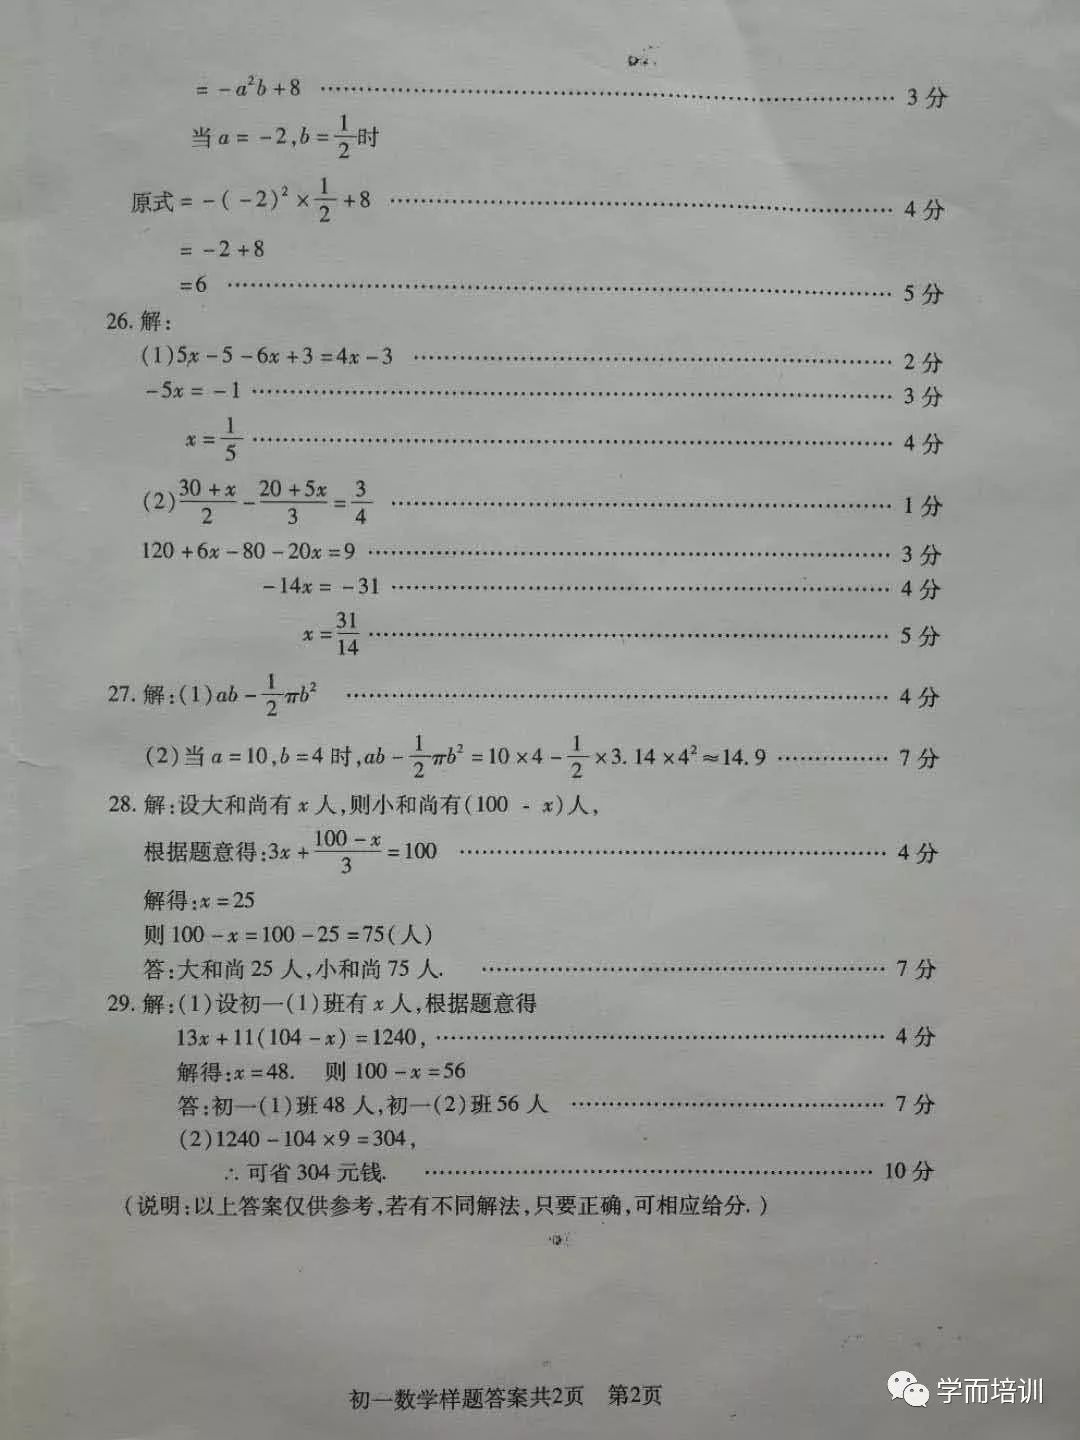 = -a²b+8 …… 3 分
当 a = -2,b = 1/2 时
原式 = -( -2)² × 1/2 +8 …… 4 分
= -2 +8
=6 …… 5 分
26. 解:
(1)5x -5 -6x +3 =4x -3 …… 2 分
-5x = -1 …… 3 分
x = 1/5 …… 4 分
(2) (30 +x)/2 - (20 +5x)/3 = 3/4 …… 1 分
120 +6x -80 -20x =9 …… 3 分
-14x = -31 …… 4 分
x = 31/14 …… 5 分
27. 解:(1)ab - 1/2 πb² …… 4 分
(2)当 a =10,b =4 时,ab - 1/2 πb² =10 ×4 - 1/2 ×3. 14 ×4² ≈14. 9 …… 7 分
28. 解:设大和尚有 x 人,则小和尚有(100 - x)人,
根据题意得:3x + (100 -x)/3 =100 …… 4 分
解得:x =25
则 100 -x =100 -25 =75(人)
答:大和尚 25 人,小和尚 75 人. …… 7 分
29. 解:(1)设初一(1)班有 x 人,根据题意得
13x +11(104 -x) =1240, …… 4 分
解得:x =48. 则 100 -x =56
答:初一(1)班 48 人,初一(2)班 56 人 …… 7 分
(2)1240 -104 ×9 =304,
∴ 可省 304 元钱. …… 10 分
(说明:以上答案仅供参考,若有不同解法,只要正确,可相应给分. )
初一数学样题答案共2页 第2页
学而培训